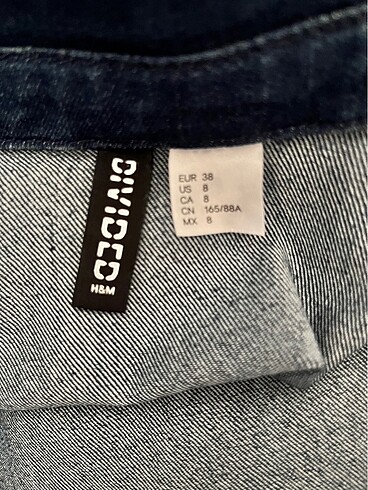 DIVIDED
H&M
EUR 38
US 8
CA 8
CN 165/88A
MX 8